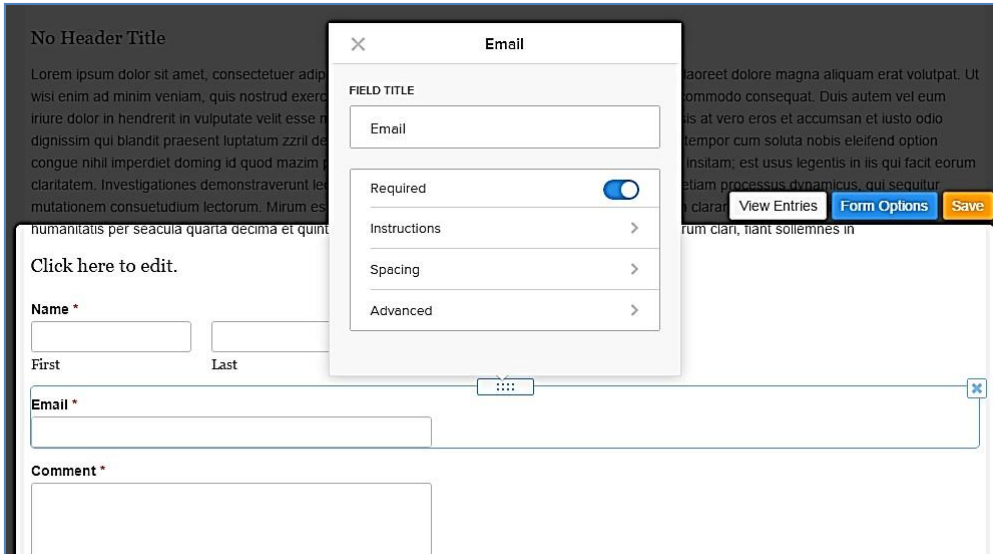 No Header Title
Email
Lorem ipsum dolor sit amet, consectetuer adip
laoreet dolore magna aliquam erat volutpat. Ut
FIELD TITLE
wisi enim ad minim veniam, quis nostrud exerc
ommodo consequat. Duis autem vel eum
iriure dolor in hendrerit in vulputate velit esse
sis at vero eros et accumsan et iusto odio
Email
dignissim qui blandit praesent luptatum zzril de
tempor cum soluta nobis eleifend option
congue nihil imperdiet doming id quod mazim
insitam; est usus legentis in iis qui facit eorum
claritatem. Investigationes demonstraverunt le
etiam processus dynamicus, qui sequitur
Required
mutationem consuetudium lectorum. Mirum es
clarar
View Entries
Form Options
Save
humanitatis per seacula quarta decima et quint
rum clari, fiant sollemnes in
Instructions
Spacing
Advanced
Click here to edit.
Name *
First
Last
Email *
Comment *